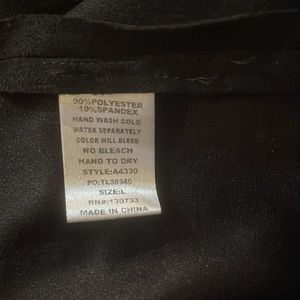 90%POLYESTER
10%SPANDEX
HAND WASH COLD
WATER SEPARATELY
COLOR WILL BLEED
NO BLEACH
HANG TO DRY
STYLE:A4330
PO:TL39340
SIZE:L
RN#:130733
MADE IN CHINA